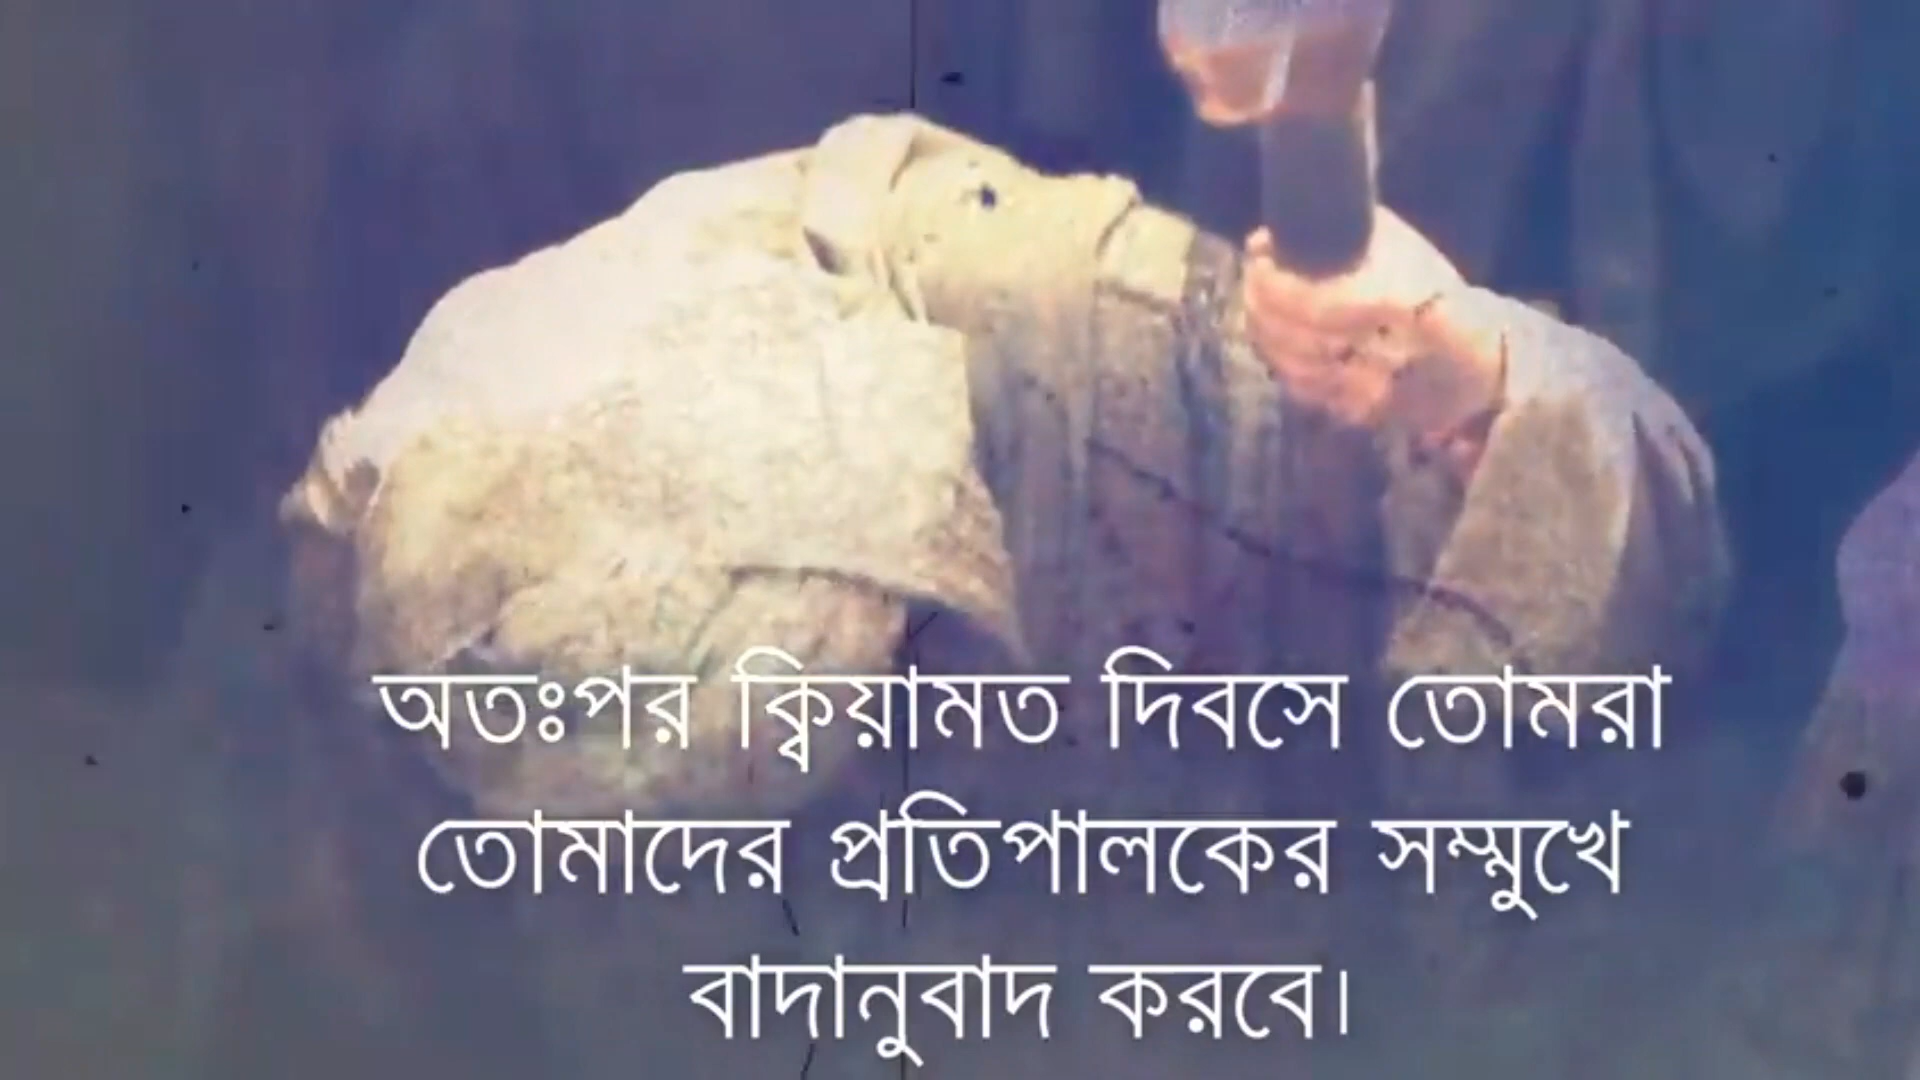 অতঃপর ক্বিয়ামত দিবসে তোমরা
তোমাদের প্রতিপালকের সম্মুখে
বাদানুবাদ করবে।